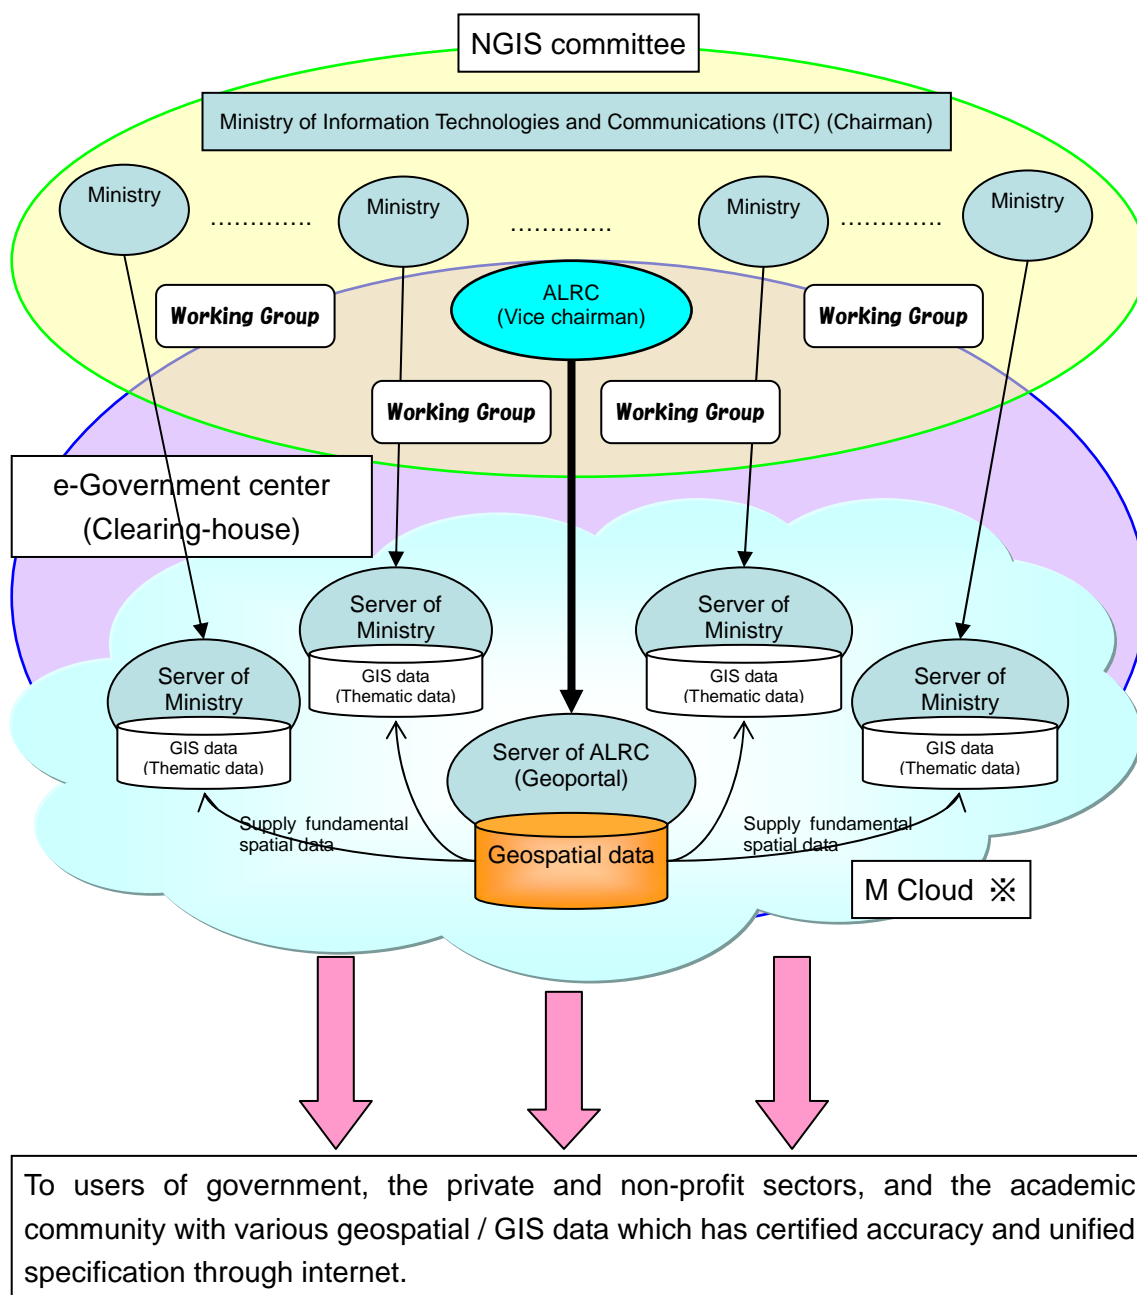 NGIS committee
Ministry of Information Technologies and Communications (ITC) (Chairman)
Ministry
.............
Ministry
.............
Ministry
.............
Ministry
ALRC
(Vice chairman)
Working Group
Working Group
Working Group
Working Group
e-Government center
(Clearing-house)
Server of
Ministry
GIS data
(Thematic data)
Server of
Ministry
GIS data
(Thematic data)
Server of
Ministry
GIS data
(Thematic data)
Server of
Ministry
GIS data
(Thematic data)
Server of ALRC
(Geoportal)
Geospatial data
Supply fundamental
spatial data
Supply fundamental
spatial data
M Cloud ※
To users of government, the private and non-profit sectors, and the academic
community with various geospatial / GIS data which has certified accuracy and unified
specification through internet.